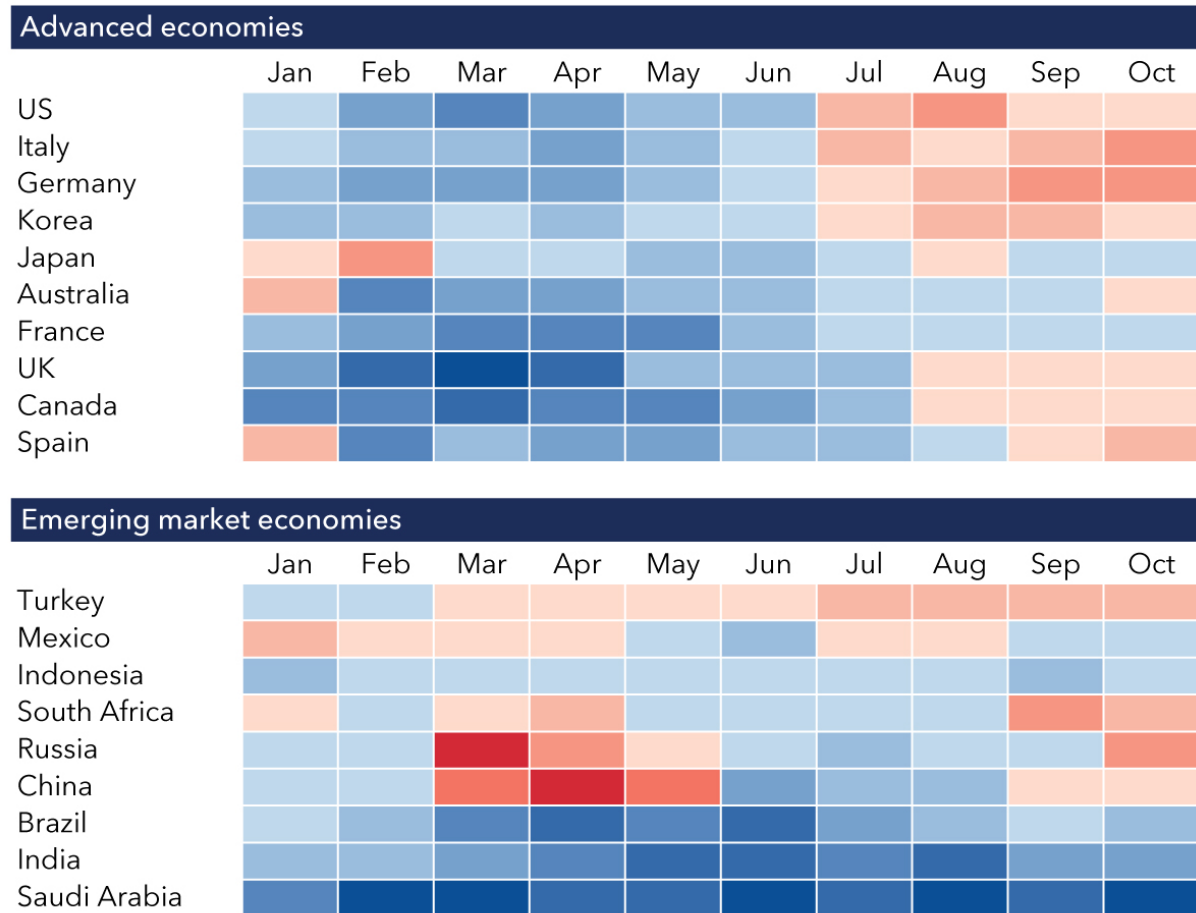 Advanced economies
Jan Feb Mar Apr May Jun Jul Aug Sep Oct
US
Italy
Germany
Korea
Japan
Australia
France
UK
Canada
Spain
Emerging market economies
Jan Feb Mar Apr May Jun Jul Aug Sep Oct
Turkey
Mexico
Indonesia
South Africa
Russia
China
Brazil
India
Saudi Arabia